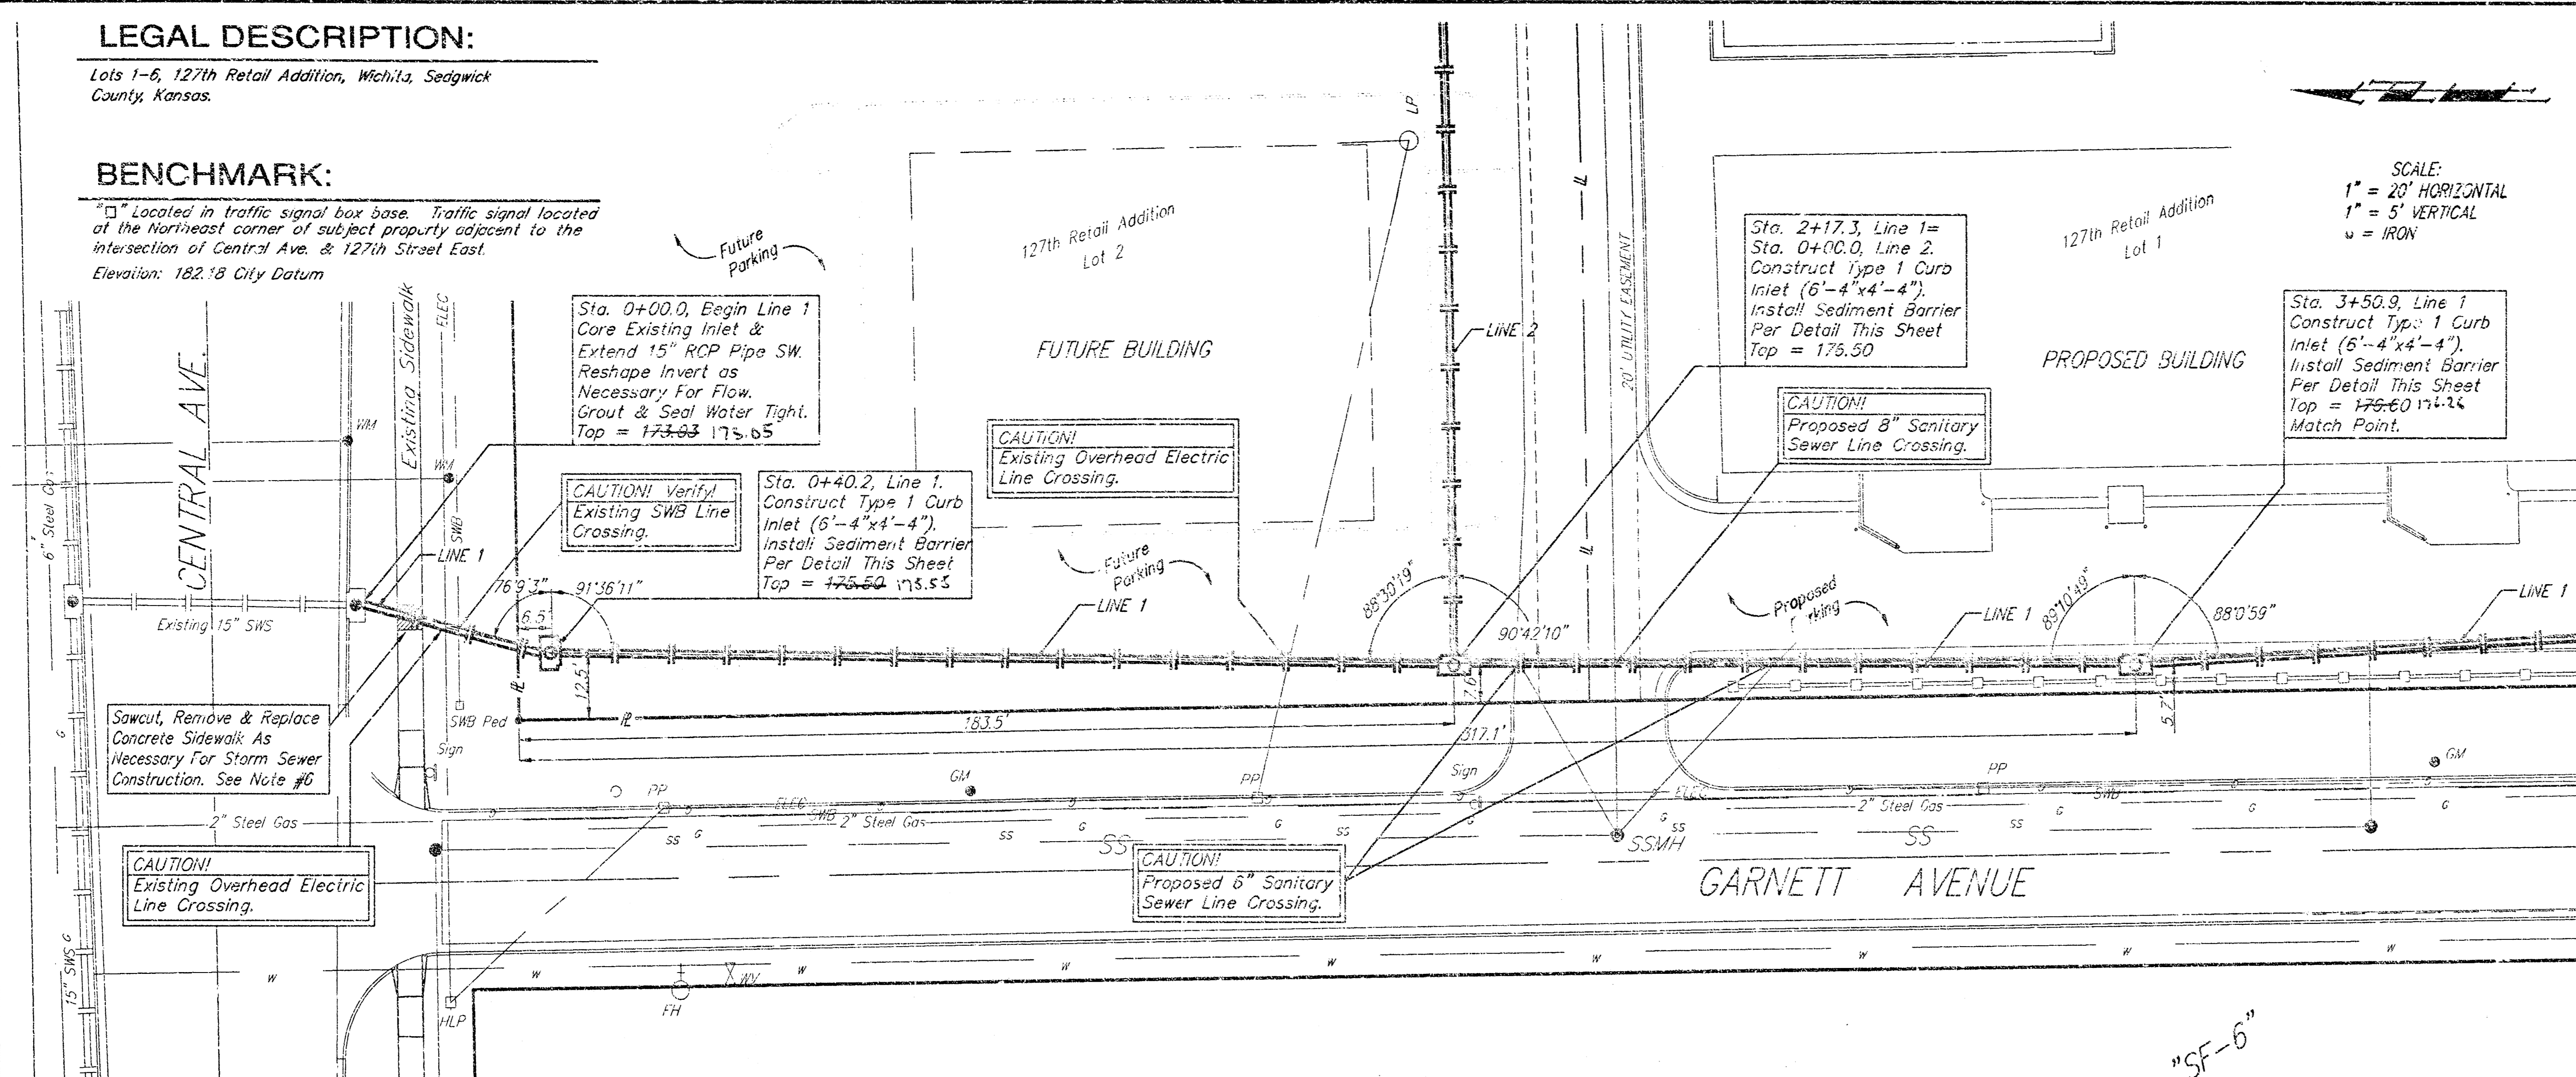 LEGAL DESCRIPTION:
Lots 1-6, 127th Retail Addition, Wichita, Sedgwick
County, Kansas.
BENCHMARK:
"□" Located in traffic signal box base. Traffic signal located
at the Northeast corner of subject property adjacent to the
intersection of Central Ave. & 127th Street East.
Elevation: 182.18 City Datum
SCALE:
1" = 20' HORIZONTAL
1" = 5' VERTICAL
= IRON
CENTRAL AVE.
Existing Sidewalk
ELEC
WM
WM
SWB
6" Steel
Future
Parking
127th Retail Addition
Lot 2
FUTURE BUILDING
LP
LINE 2
20' UTILITY EASEMENT
127th Retail Addition
Lot 1
PROPOSED BUILDING
Sta. 0+00.0, Begin Line 1
Core Existing Inlet &
Extend 15" RCP Pipe SW.
Reshape Invert as
Necessary For Flow.
Grout & Seal Water Tight.
Top = 173.03 173.05
Sta. 2+17.3, Line 1=
Sta. 0+00.0, Line 2.
Construct Type 1 Curb
Inlet (6'-4"x4'-4").
Install Sediment Barrier
Per Detail This Sheet
Top = 175.50
Sta. 3+50.9, Line 1
Construct Type 1 Curb
Inlet (6'-4"x4'-4").
Install Sediment Barrier
Per Detail This Sheet
Top = 175.60 176.26
Match Point.
CAUTION!
Proposed 8" Sanitary
Sewer Line Crossing.
CAUTION!
Existing Overhead Electric
Line Crossing.
CAUTION! Verify!
Existing SWB Line
Crossing.
Sta. 0+40.2, Line 1.
Construct Type 1 Curb
Inlet (6'-4"x4'-4").
Install Sediment Barrier
Per Detail This Sheet
Top = 175.50 175.55
LINE 1
76°9'3"
91°36'11"
6.5'
Future
Parking
LINE 1
88°30'19"
90°42'10"
Proposed
LINE 1
89°10'49"
88°0'59"
LINE 1
Existing 15" SWS
12.5'
7.6'
5.7'
183.5'
317.1'
Sawcut, Remove & Replace
Concrete Sidewalk As
Necessary For Storm Sewer
Construction. See Note #6
SWB Ped
Sign
PP
GM
PP
Sign
PP
GM
ELEC
SWB
ELEC
SWB
2" Steel Gas
2" Steel Gas
2" Steel Gas
G
G
G
G
G
G
G
G
SS
SS
SS
SS
SS
SS
SS
SS
SSMH
CAUTION!
Existing Overhead Electric
Line Crossing.
CAUTION!
Proposed 6" Sanitary
Sewer Line Crossing.
GARNETT AVENUE
15" SWS
G
W
W
W
W
W
W
W
W
W
WV
FH
HLP
"SF-6"